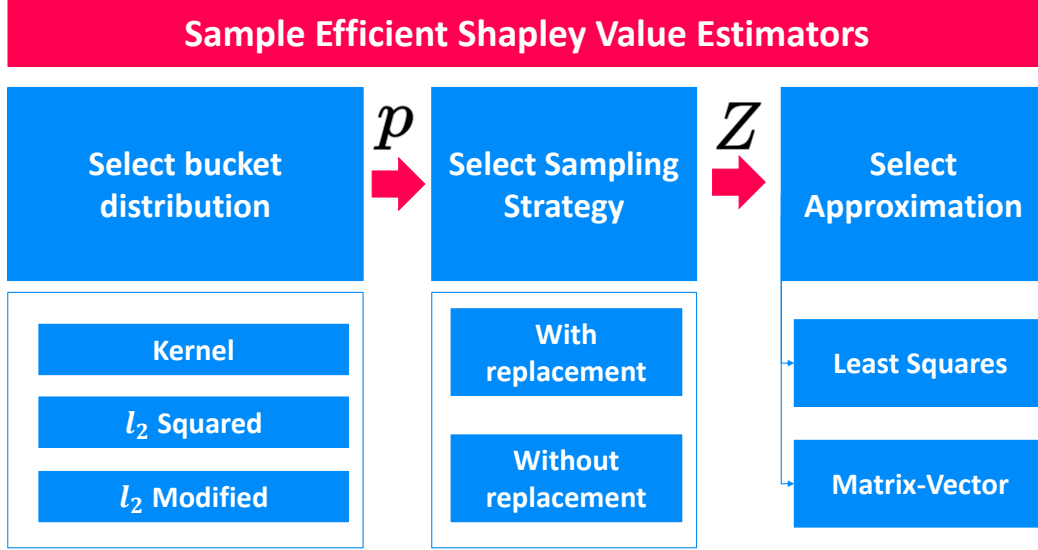 Sample Efficient Shapley Value Estimators
Select bucket
distribution
p
Select Sampling
Strategy
Z
Select
Approximation
Kernel
l₂ Squared
l₂ Modified
With
replacement
Without
replacement
Least Squares
Matrix-Vector